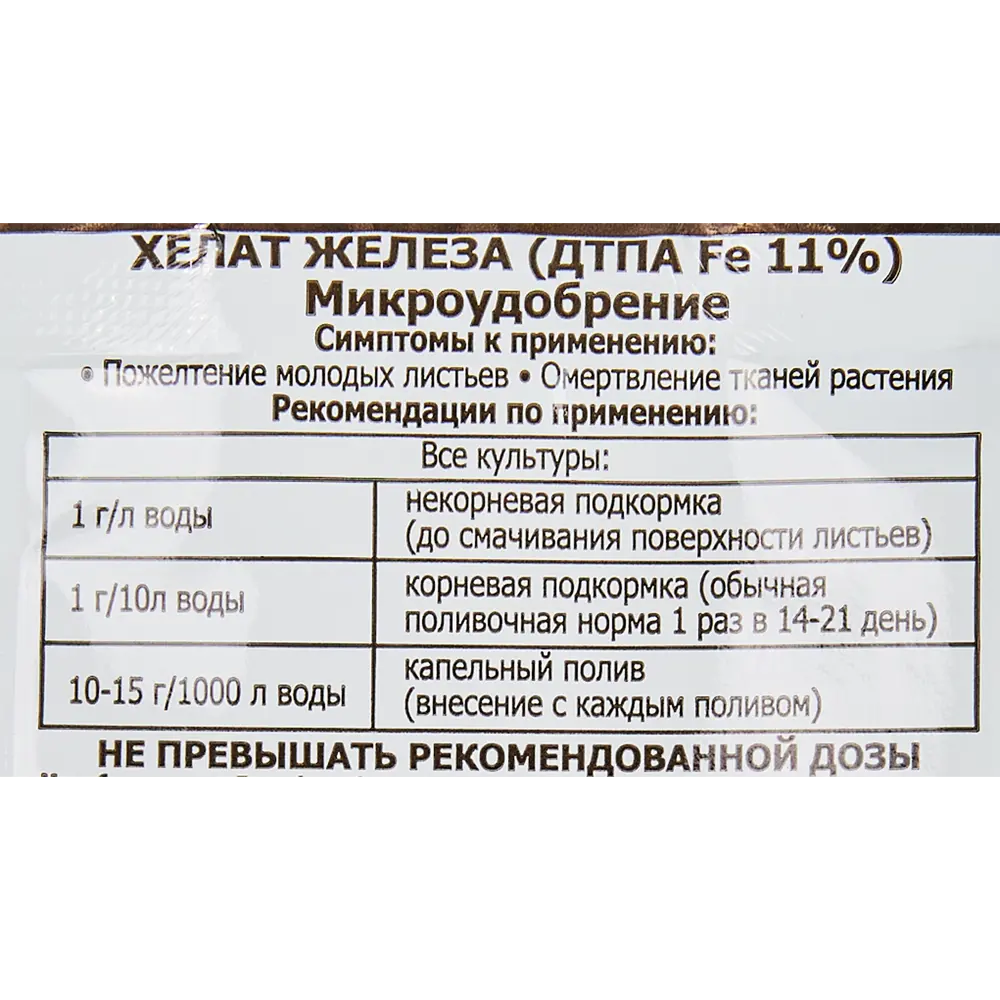 ХЕЛАТ ЖЕЛЕЗА (ДТПА Fe 11%)
Микроудобрение
Симптомы к применению:
• Пожелтение молодых листьев • Омертвление тканей растения
Рекомендации по применению:
Все культуры:
1 г/л воды
некорневая подкормка
(до смачивания поверхности листьев)
1 г/10л воды
корневая подкормка (обычная
поливочная норма 1 раз в 14-21 день)
10-15 г/1000 л воды
капельный полив
(внесение с каждым поливом)
НЕ ПРЕВЫШАТЬ РЕКОМЕНДОВАННОЙ ДОЗЫ